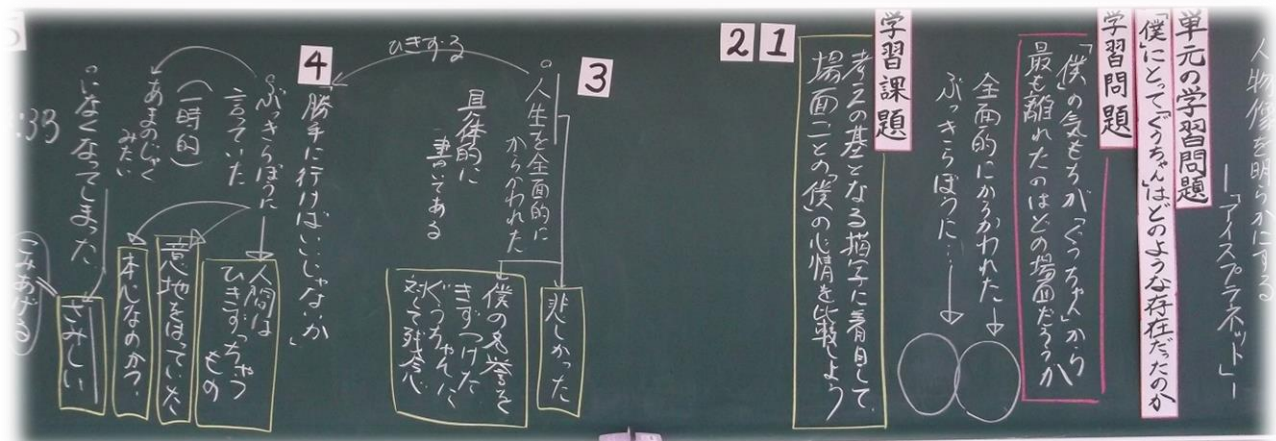 人物像を明らかにする
―「アイスプラネット」―
単元の学習問題
「僕」にとって「ぐうちゃん」はどのような存在だったのか
学習問題
「僕」の気もちが「ぐうちゃん」から
最も離れたのはどの場面だろうか
全面的にからかわれた
ぶっきらぼうに…
学習課題
考えの基となる描写に着目して、
場面ごとの「僕」の心情を比較しよう
1
2
3
人生を全面的に
からかわれた
具体的に
書いてある
悲しかった
僕の名誉を
きずつけた
ぐうちゃんに
対して残念
ひきずる
4
「勝手に行けばいいじゃないか」
ぶっきらぼうに
言っていた
(一時的)
あまのじゃく
みたい
いなくなってしまった
人間は
ひきずっちゃう
もの
意地をはっていた
本心なのか?
さみしい
こみあげる
:33